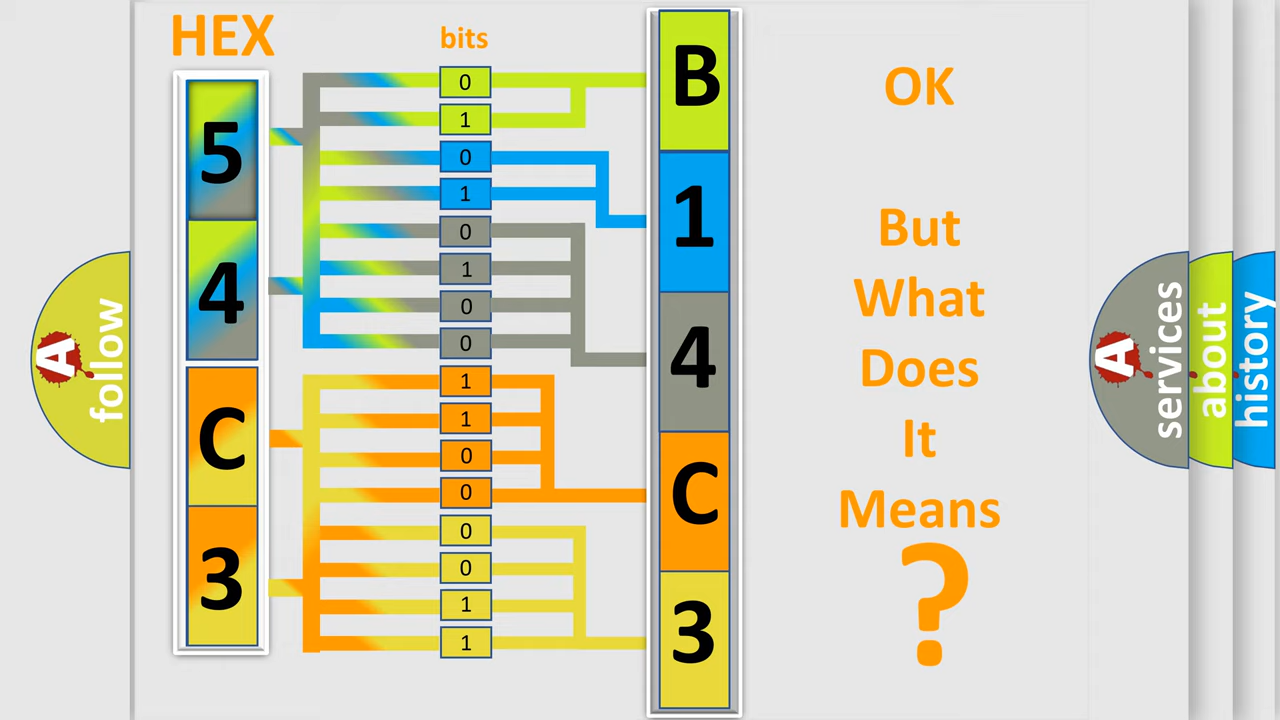 HEX
bits
5
4
C
3
0
1
0
1
0
1
0
0
1
1
0
0
0
0
1
1
B
1
4
C
3
OK
But
What
Does
It
Means
?
A
follow
A
services
about
history